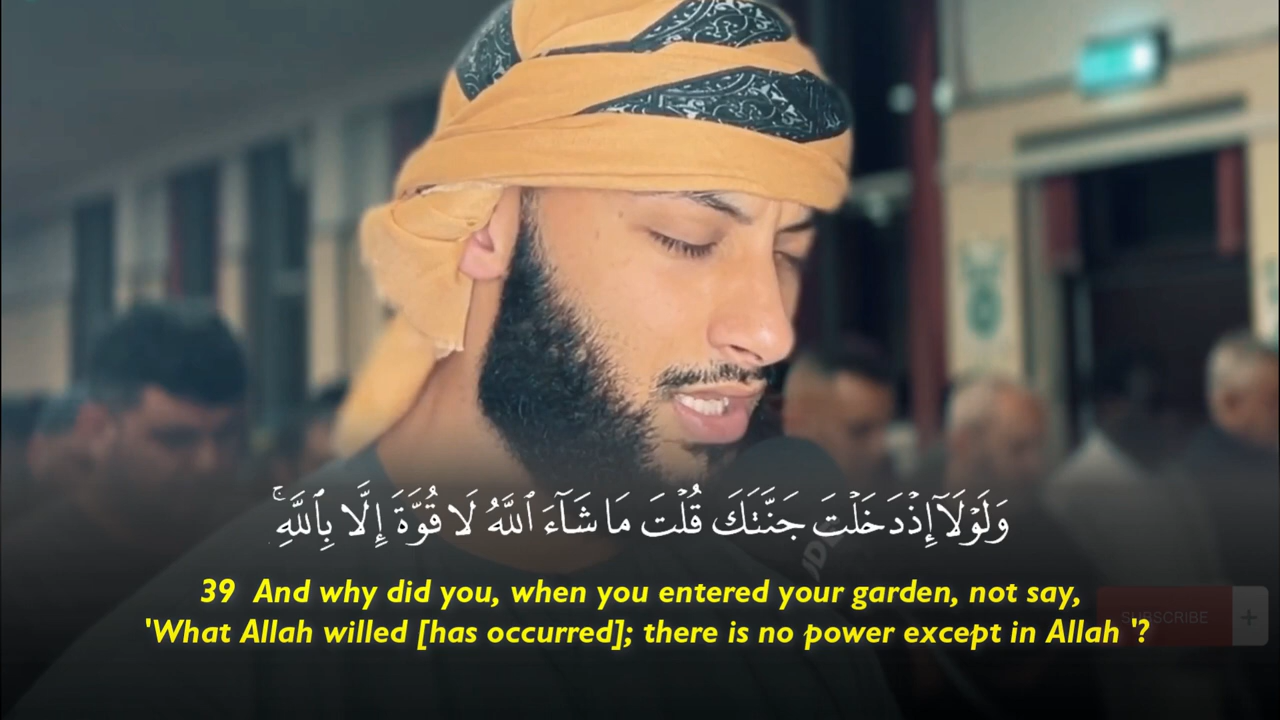 وَلَوْلَآ إِذْ دَخَلْتَ جَنَّتَكَ قُلْتَ مَا شَآءَ ٱللَّهُ لَا قُوَّةَ إِلَّا بِٱللَّهِ ۚ
39 And why did you, when you entered your garden, not say,
'What Allah willed [has occurred]; there is no power except in Allah '?
SUBSCRIBE